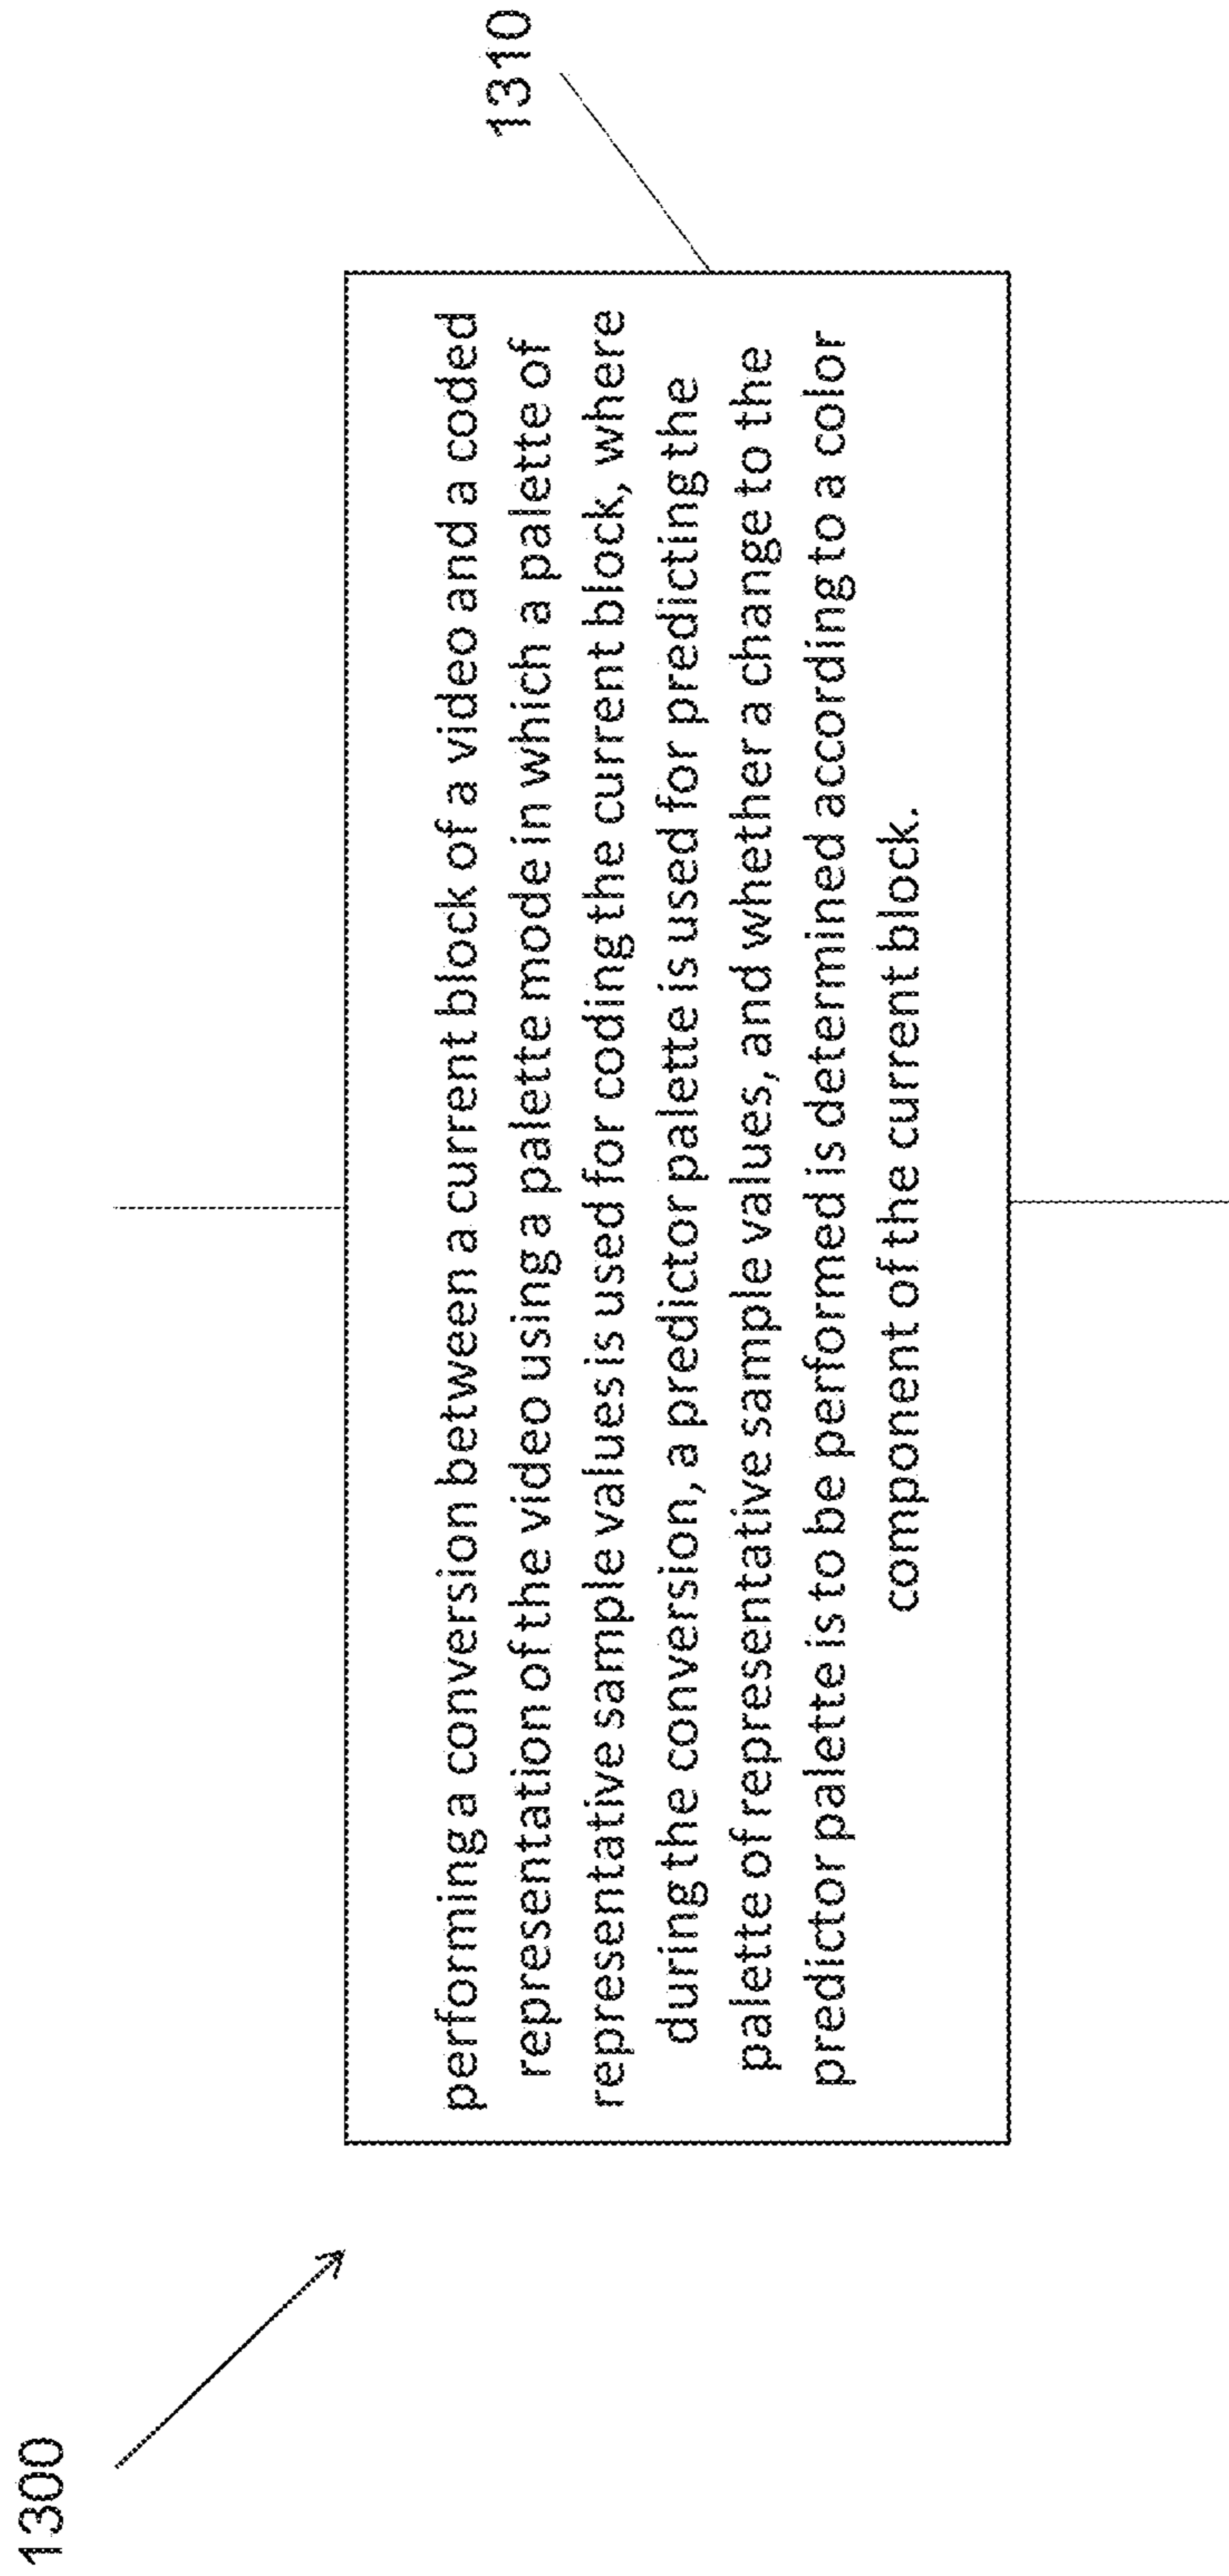 1300
1310
performing a conversion between a current block of a video and a coded
representation of the video using a palette mode in which a palette of
representative sample values is used for coding the current block, where
during the conversion, a predictor palette is used for predicting the
palette of representative sample values, and whether a change to the
predictor palette is to be performed is determined according to a color
component of the current block.